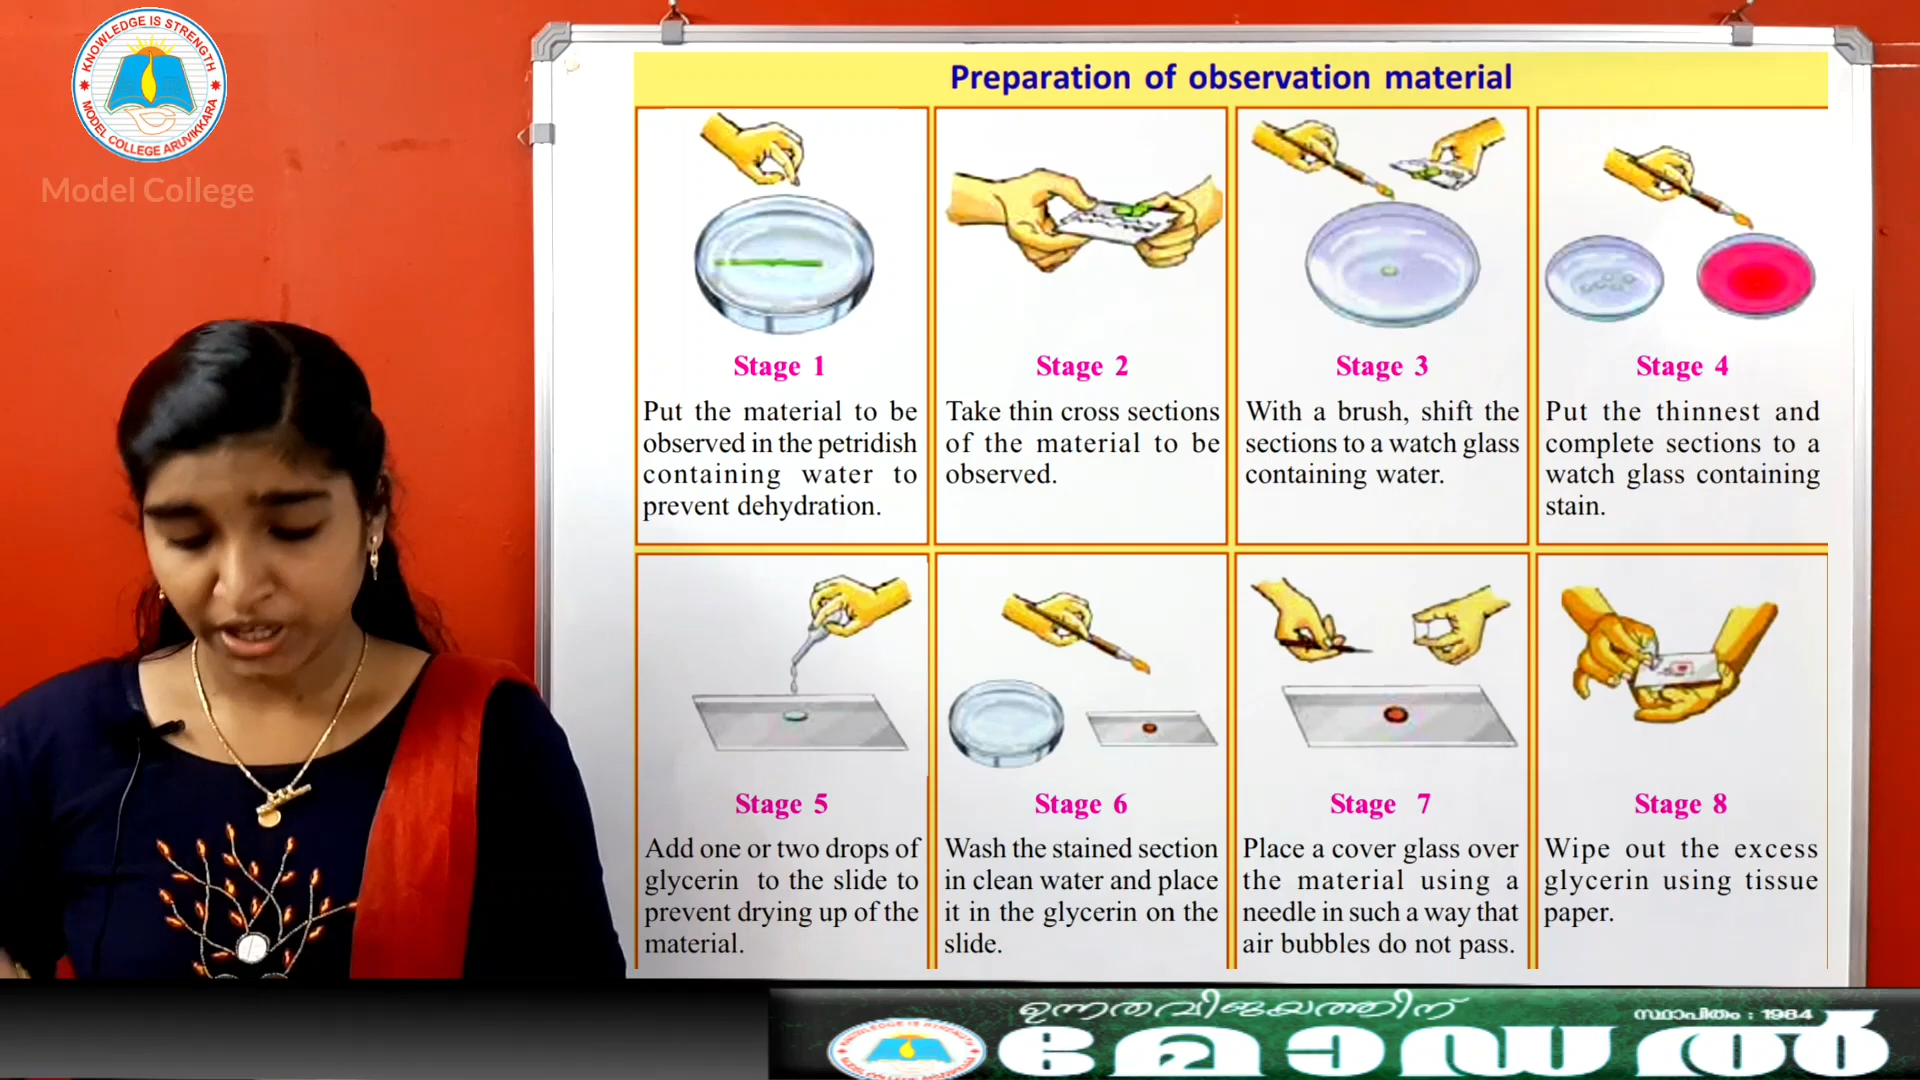 KNOWLEDGE IS STRENGTH
MODEL COLLEGE ARUVIKKARA
Model College
Preparation of observation material
Stage 1
Put the material to be
observed in the petridish
containing water to
prevent dehydration.
Stage 2
Take thin cross sections
of the material to be
observed.
Stage 3
With a brush, shift the
sections to a watch glass
containing water.
Stage 4
Put the thinnest and
complete sections to a
watch glass containing
stain.
Stage 5
Add one or two drops of
glycerin to the slide to
prevent drying up of the
material.
Stage 6
Wash the stained section
in clean water and place
it in the glycerin on the
slide.
Stage 7
Place a cover glass over
the material using a
needle in such a way that
air bubbles do not pass.
Stage 8
Wipe out the excess
glycerin using tissue
paper.
ഉന്നതവിജയത്തിന്
സ്ഥാപിതം : 1984
മോഡൽ
KNOWLEDGE IS STRENGTH
MODEL COLLEGE ARUVIKKARA